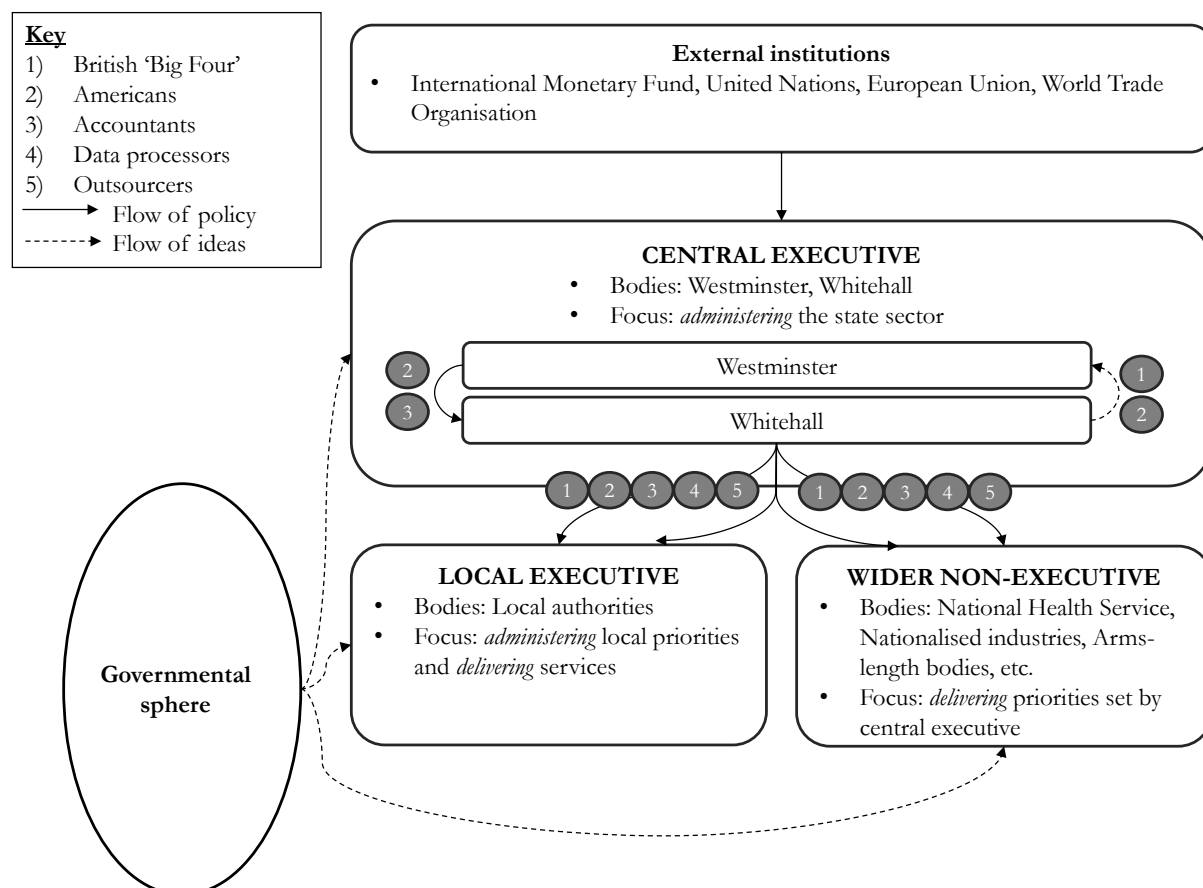 Key
1) British ‘Big Four’
2) Americans
3) Accountants
4) Data processors
5) Outsourcers
Flow of policy
Flow of ideas
External institutions
• International Monetary Fund, United Nations, European Union, World Trade
Organisation
CENTRAL EXECUTIVE
• Bodies: Westminster, Whitehall
• Focus: administering the state sector
Westminster
Whitehall
2
3
1
2
1 2 3 4 5
1 2 3 4 5
LOCAL EXECUTIVE
• Bodies: Local authorities
• Focus: administering local priorities
and delivering services
WIDER NON-EXECUTIVE
• Bodies: National Health Service,
Nationalised industries, Arms-
length bodies, etc.
• Focus: delivering priorities set by
central executive
Governmental
sphere